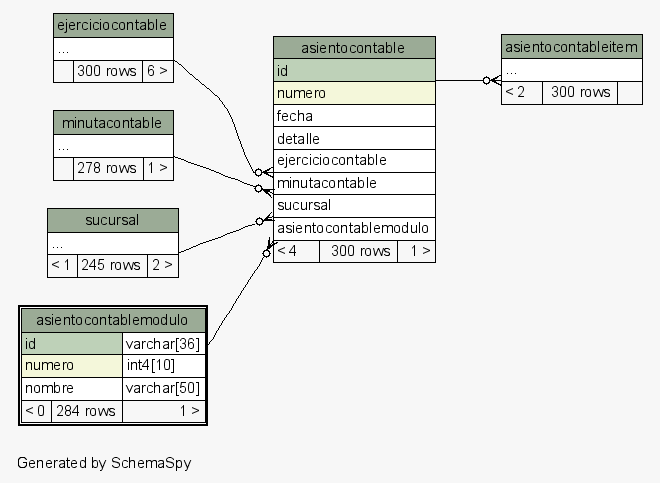 ejerciciocontable
...
300 rows 6 >
minutacontable
...
278 rows 1 >
sucursal
...
< 1 245 rows 2 >
asientocontablemodulo
id varchar[36]
numero int4[10]
nombre varchar[50]
< 0 284 rows 1 >
asientocontable
id
numero
fecha
detalle
ejerciciocontable
minutacontable
sucursal
asientocontablemodulo
< 4 300 rows 1 >
asientocontableitem
...
< 2 300 rows
Generated by SchemaSpy